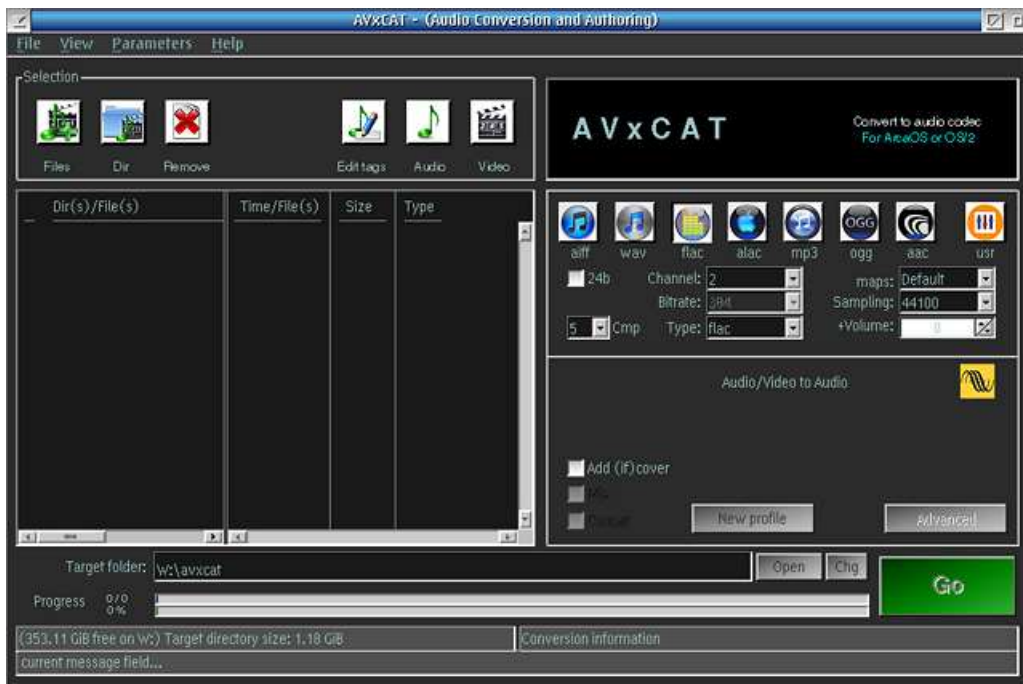 AVxCAT - (Audio Conversion and Authoring)
File View Parameters Help
Selection
Files Dir Remove Edit tags Audio Video
AVxCAT
Convert to audio codec
For ArcaOS or OS/2
Dir(s)/File(s) Time/File(s) Size Type
OGG
aiff wav flac alac mp3 ogg aac usr
24b Channel: 2 maps: Default
Bitrate: 384 Sampling: 44100
5 Cmp Type: flac +Volume: 0
Audio/Video to Audio
Add (if)cover
New profile Advanced
Target folder: W:\avxcat Open Chg
Go
Progress 0/0
0%
(353.11 GiB free on W:) Target directory size: 1.18 GiB Conversion information
current message field...